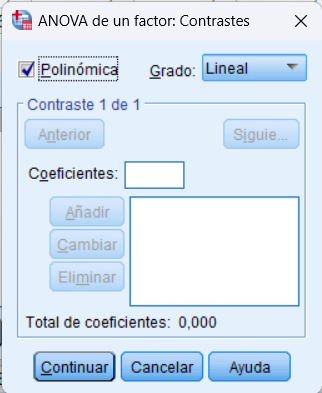 ANOVA de un factor: Contrastes
Polinómica Grado: Lineal
Contraste 1 de 1
Anterior Siguie...
Coeficientes:
Añadir
Cambiar
Eliminar
Total de coeficientes: 0,000
Continuar Cancelar Ayuda